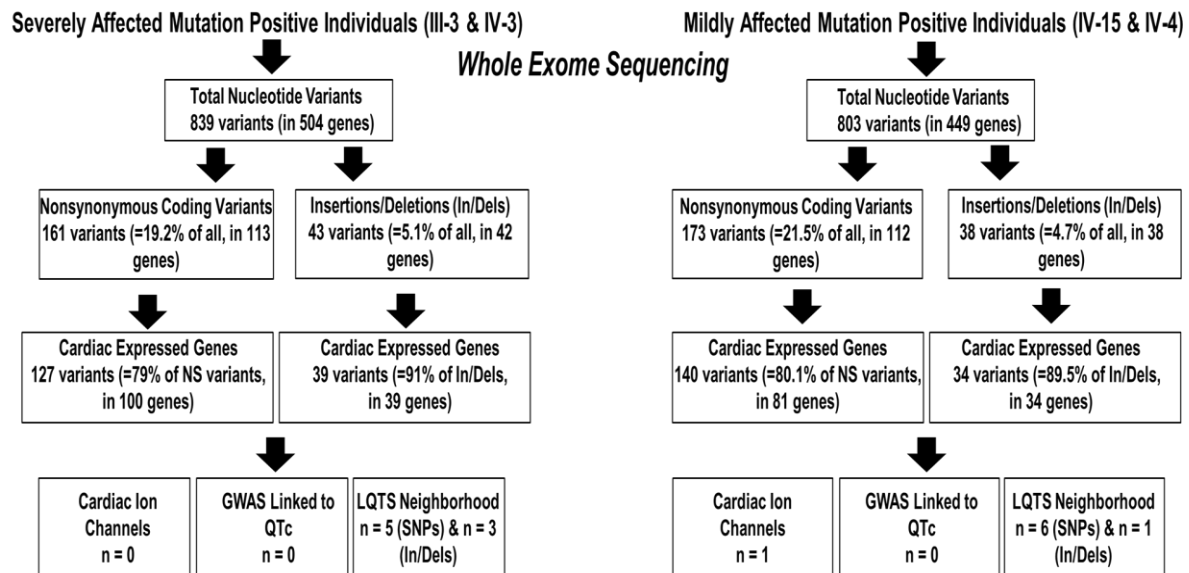 Severely Affected Mutation Positive Individuals (III-3 & IV-3)
Mildly Affected Mutation Positive Individuals (IV-15 & IV-4)
Whole Exome Sequencing
Total Nucleotide Variants
839 variants (in 504 genes)
Nonsynonymous Coding Variants
161 variants (=19.2% of all, in 113
genes)
Insertions/Deletions (In/Dels)
43 variants (=5.1% of all, in 42
genes)
Cardiac Expressed Genes
127 variants (=79% of NS variants,
in 100 genes)
Cardiac Expressed Genes
39 variants (=91% of In/Dels,
in 39 genes)
Cardiac Ion
Channels
n = 0
GWAS Linked to
QTc
n = 0
LQTS Neighborhood
n = 5 (SNPs) & n = 3
(In/Dels)
Total Nucleotide Variants
803 variants (in 449 genes)
Nonsynonymous Coding Variants
173 variants (=21.5% of all, in 112
genes)
Insertions/Deletions (In/Dels)
38 variants (=4.7% of all, in 38
genes)
Cardiac Expressed Genes
140 variants (=80.1% of NS variants,
in 81 genes)
Cardiac Expressed Genes
34 variants (=89.5% of In/Dels,
in 34 genes)
Cardiac Ion
Channels
n = 1
GWAS Linked to
QTc
n = 0
LQTS Neighborhood
n = 6 (SNPs) & n = 1
(In/Dels)